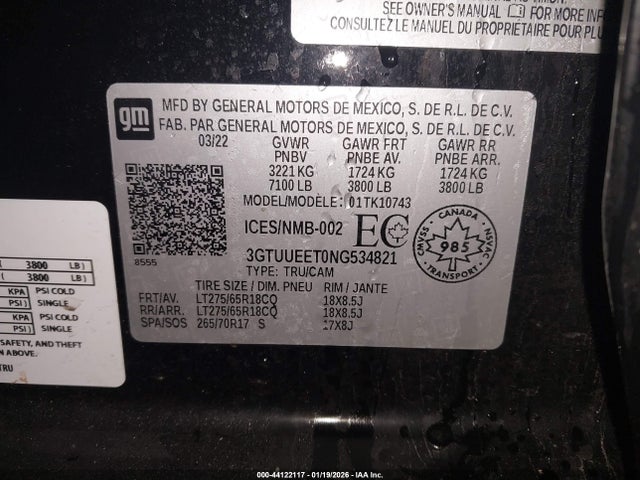 SEE OWNER'S MANUAL FOR MORE INF
CONSULTEZ LE MANUEL DU PROPRIÉTAIRE POUR PLU
gm
MFD BY GENERAL MOTORS DE MEXICO, S. DE R.L. DE C.V.
FAB. PAR GENERAL MOTORS DE MEXICO, S. DE R.L. DE C.V.
03/22 GVWR GAWR FRT GAWR RR
PNBV PNBE AV. PNBE ARR.
3221 KG 1724 KG 1724 KG
7100 LB 3800 LB 3800 LB
MODEL/MODÈLE: 01TK10743
ICES/NMB-002 EC
CANADA
CMVSS 985 NSVAC
TRANSPORT
8555
3GTUUEET0NG534821
TYPE: TRU/CAM
TIRE SIZE / DIM. PNEU RIM / JANTE
FRT/AV. LT275/65R18CQ 18X8.5J
RR/ARR. LT275/65R18CQ 18X8.5J
SPA/SOS 265/70R17 S 17X8J
3800 LB)
3800 LB)
KPA PSI COLD
PSI) SINGLE
KPA PSI COLD
PSI) SINGLE
SAFETY, AND THEFT
N ABOVE.
TRU
000-44122117 - 01/19/2026 - IAA Inc.